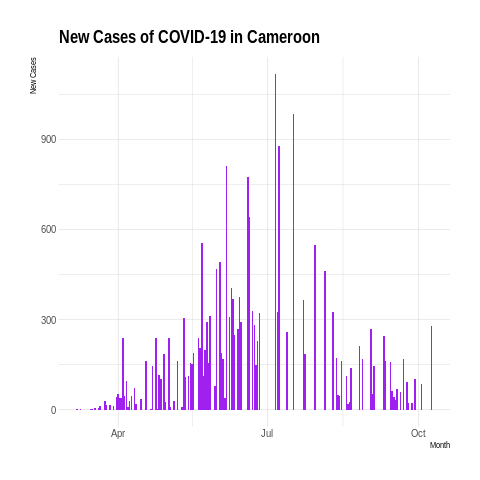 New Cases of COVID-19 in Cameroon
New Cases
900
600
300
0
Apr
Jul
Oct
Month